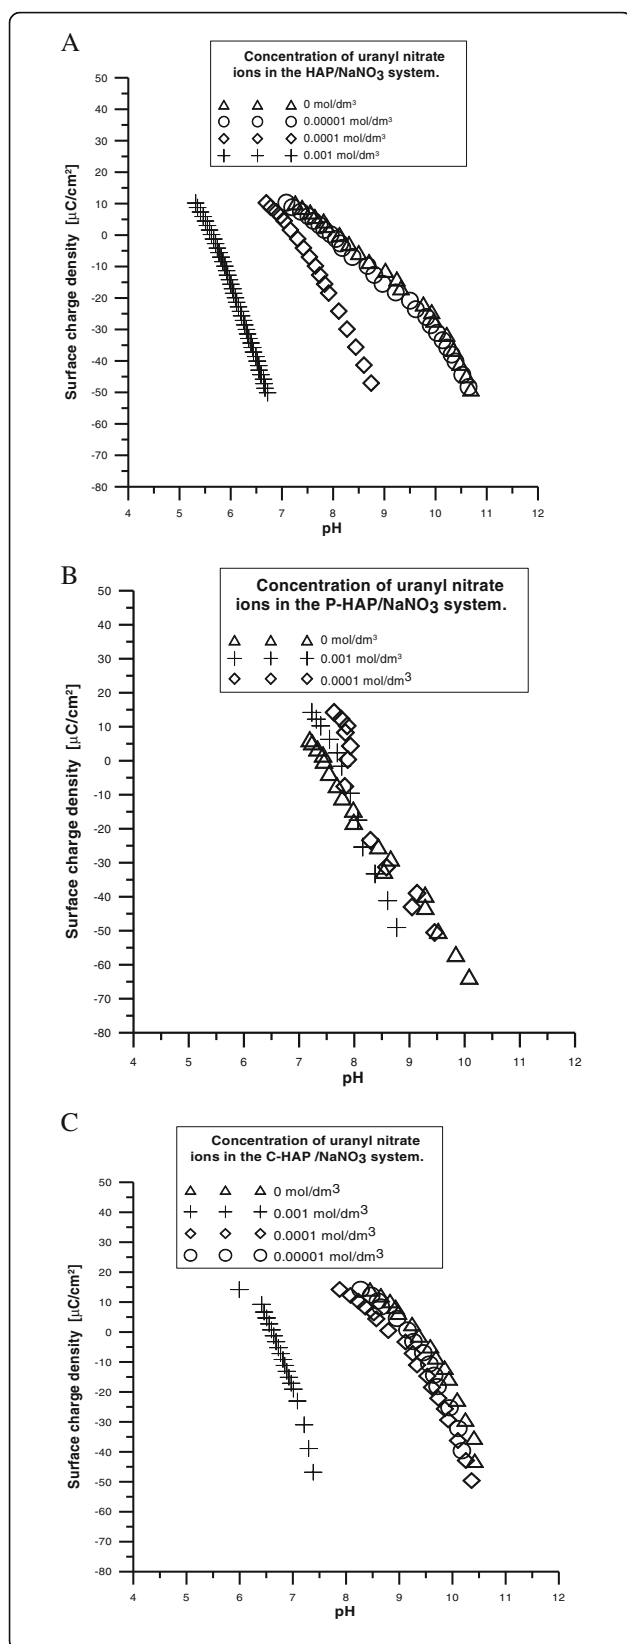 A
Concentration of uranyl nitrate
ions in the HAP/NaNO3 system.
0 mol/dm³
0.00001 mol/dm³
0.0001 mol/dm³
0.001 mol/dm³
50
40
30
20
10
0
-10
-20
-30
-40
-50
-60
-70
-80
Surface charge density [µC/cm²]
4 5 6 7 8 9 10 11 12
pH
B
Concentration of uranyl nitrate
ions in the P-HAP/NaNO3 system.
0 mol/dm³
0.001 mol/dm³
0.0001 mol/dm³
50
40
30
20
10
0
-10
-20
-30
-40
-50
-60
-70
-80
Surface charge density [µC/cm²]
4 5 6 7 8 9 10 11 12
pH
C
Concentration of uranyl nitrate
ions in the C-HAP /NaNO3 system.
0 mol/dm³
0.001 mol/dm³
0.0001 mol/dm³
0.00001 mol/dm³
50
40
30
20
10
0
-10
-20
-30
-40
-50
-60
-70
-80
Surface charge density [µC/cm²]
4 5 6 7 8 9 10 11 12
pH